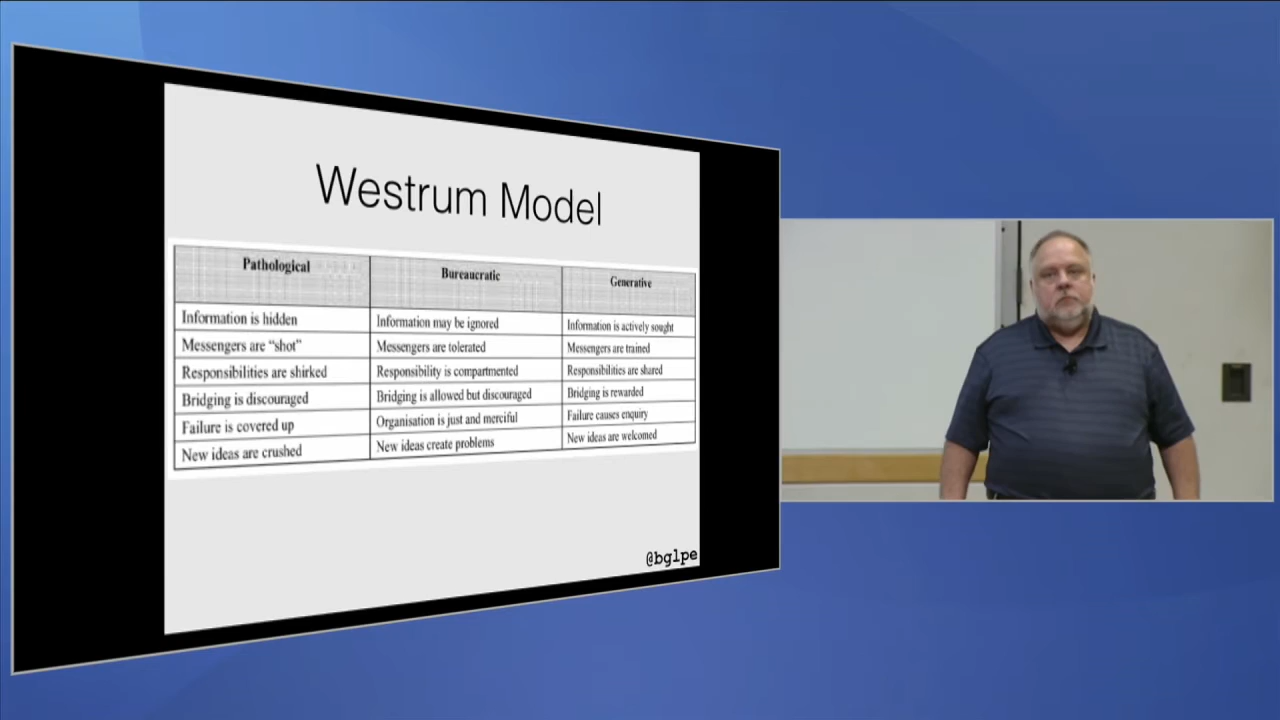 Westrum Model
Pathological Bureaucratic Generative
Information is hidden Information may be ignored Information is actively sought
Messengers are “shot” Messengers are tolerated Messengers are trained
Responsibilities are shirked Responsibility is compartmented Responsibilities are shared
Bridging is discouraged Bridging is allowed but discouraged Bridging is rewarded
Failure is covered up Organisation is just and merciful Failure causes enquiry
New ideas are crushed New ideas create problems New ideas are welcomed
@bglpe